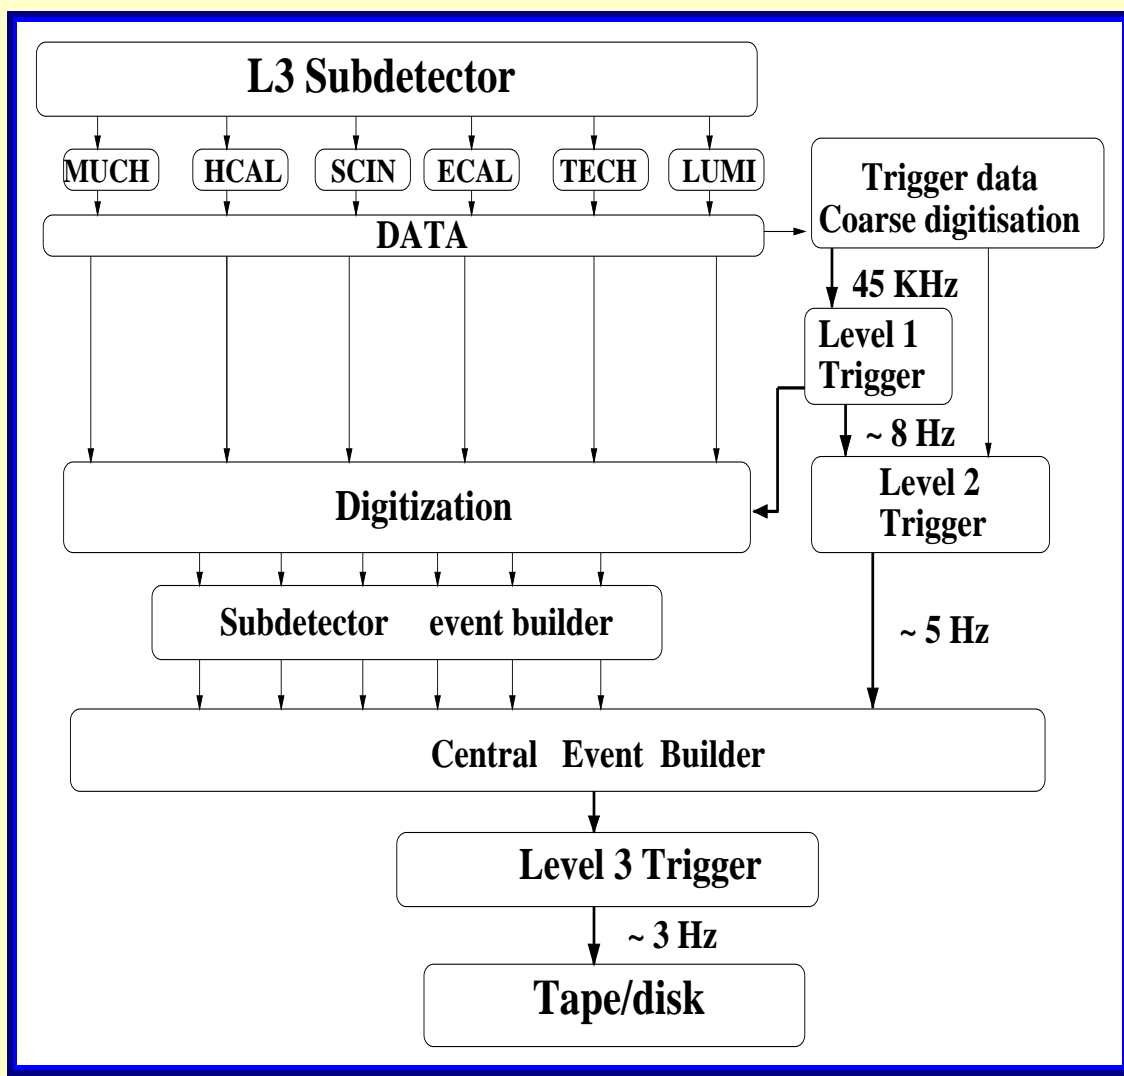 L3 Subdetector
MUCH
HCAL
SCIN
ECAL
TECH
LUMI
DATA
Trigger data
Coarse digitisation
45 KHz
Level 1
Trigger
~ 8 Hz
Level 2
Trigger
Digitization
Subdetector event builder
~ 5 Hz
Central Event Builder
Level 3 Trigger
~ 3 Hz
Tape/disk